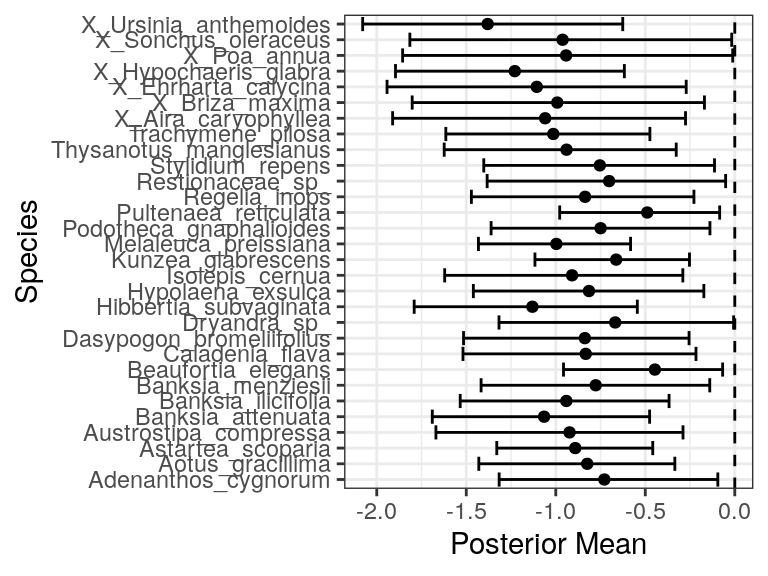 X_Ursinia_anthemoides
X_Sonchus_oleraceus
X_Poa_annua
X_Hypochaeris_glabra
X_Ehrharta_calycina
X_Briza_maxima
X_Aira_caryophyllea
Trachymene_pilosa
Thysanotus_manglesianus
Stylidium_repens
Restionaceae_sp_
Regelia_inops
Pultenaea_reticulata
Podotheca_gnaphalioides
Melaleuca_preissiana
Kunzea_glabrescens
Isolepis_cernua
Hypolaena_exsulca
Hibbertia_subvaginata
Dryandra_sp_
Dasypogon_bromeliifolius
Caladenia_flava
Beaufortia_elegans
Banksia_menziesii
Banksia_ilicifolia
Banksia_attenuata
Austrostipa_compressa
Astartea_scoparia
Aotus_gracillima
Adenanthos_cygnorum
Species
-2.0 -1.5 -1.0 -0.5 0.0
Posterior Mean